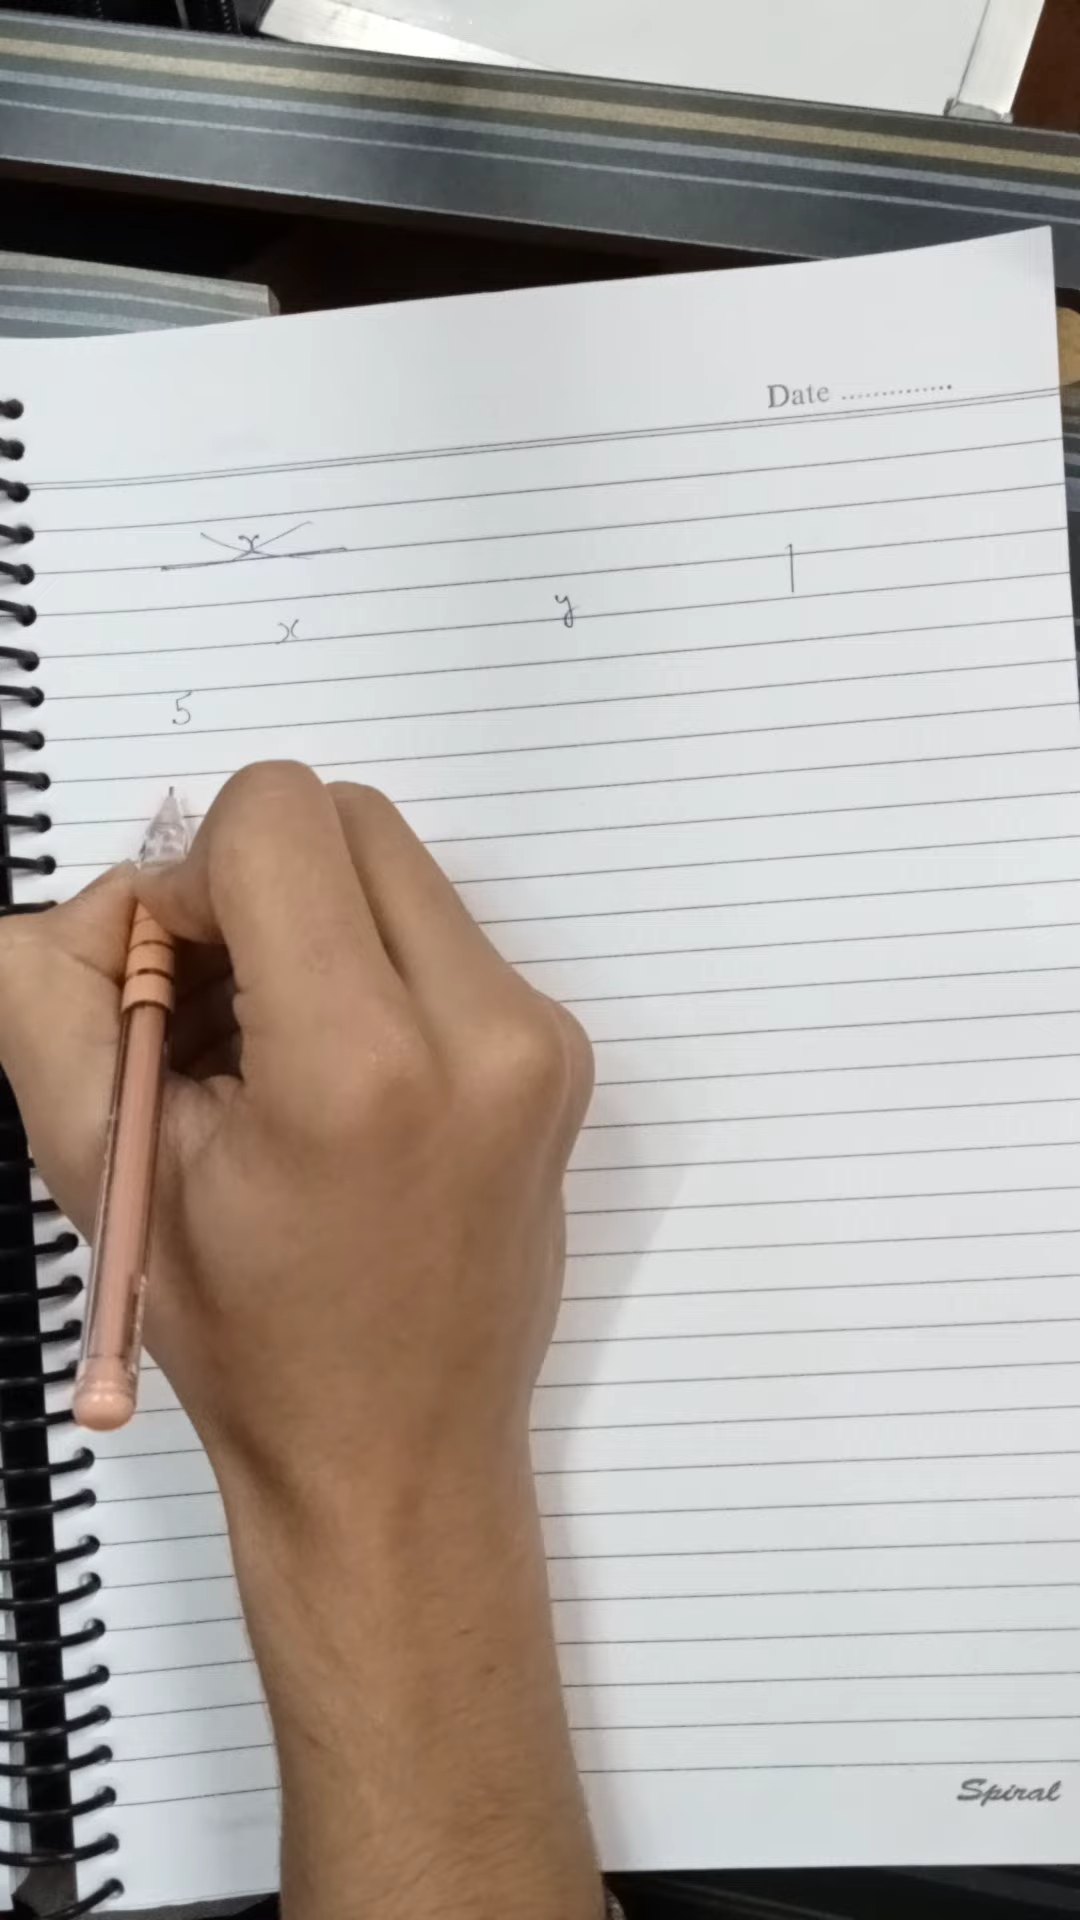 Date ..............
x
x y 1
5
Spiral